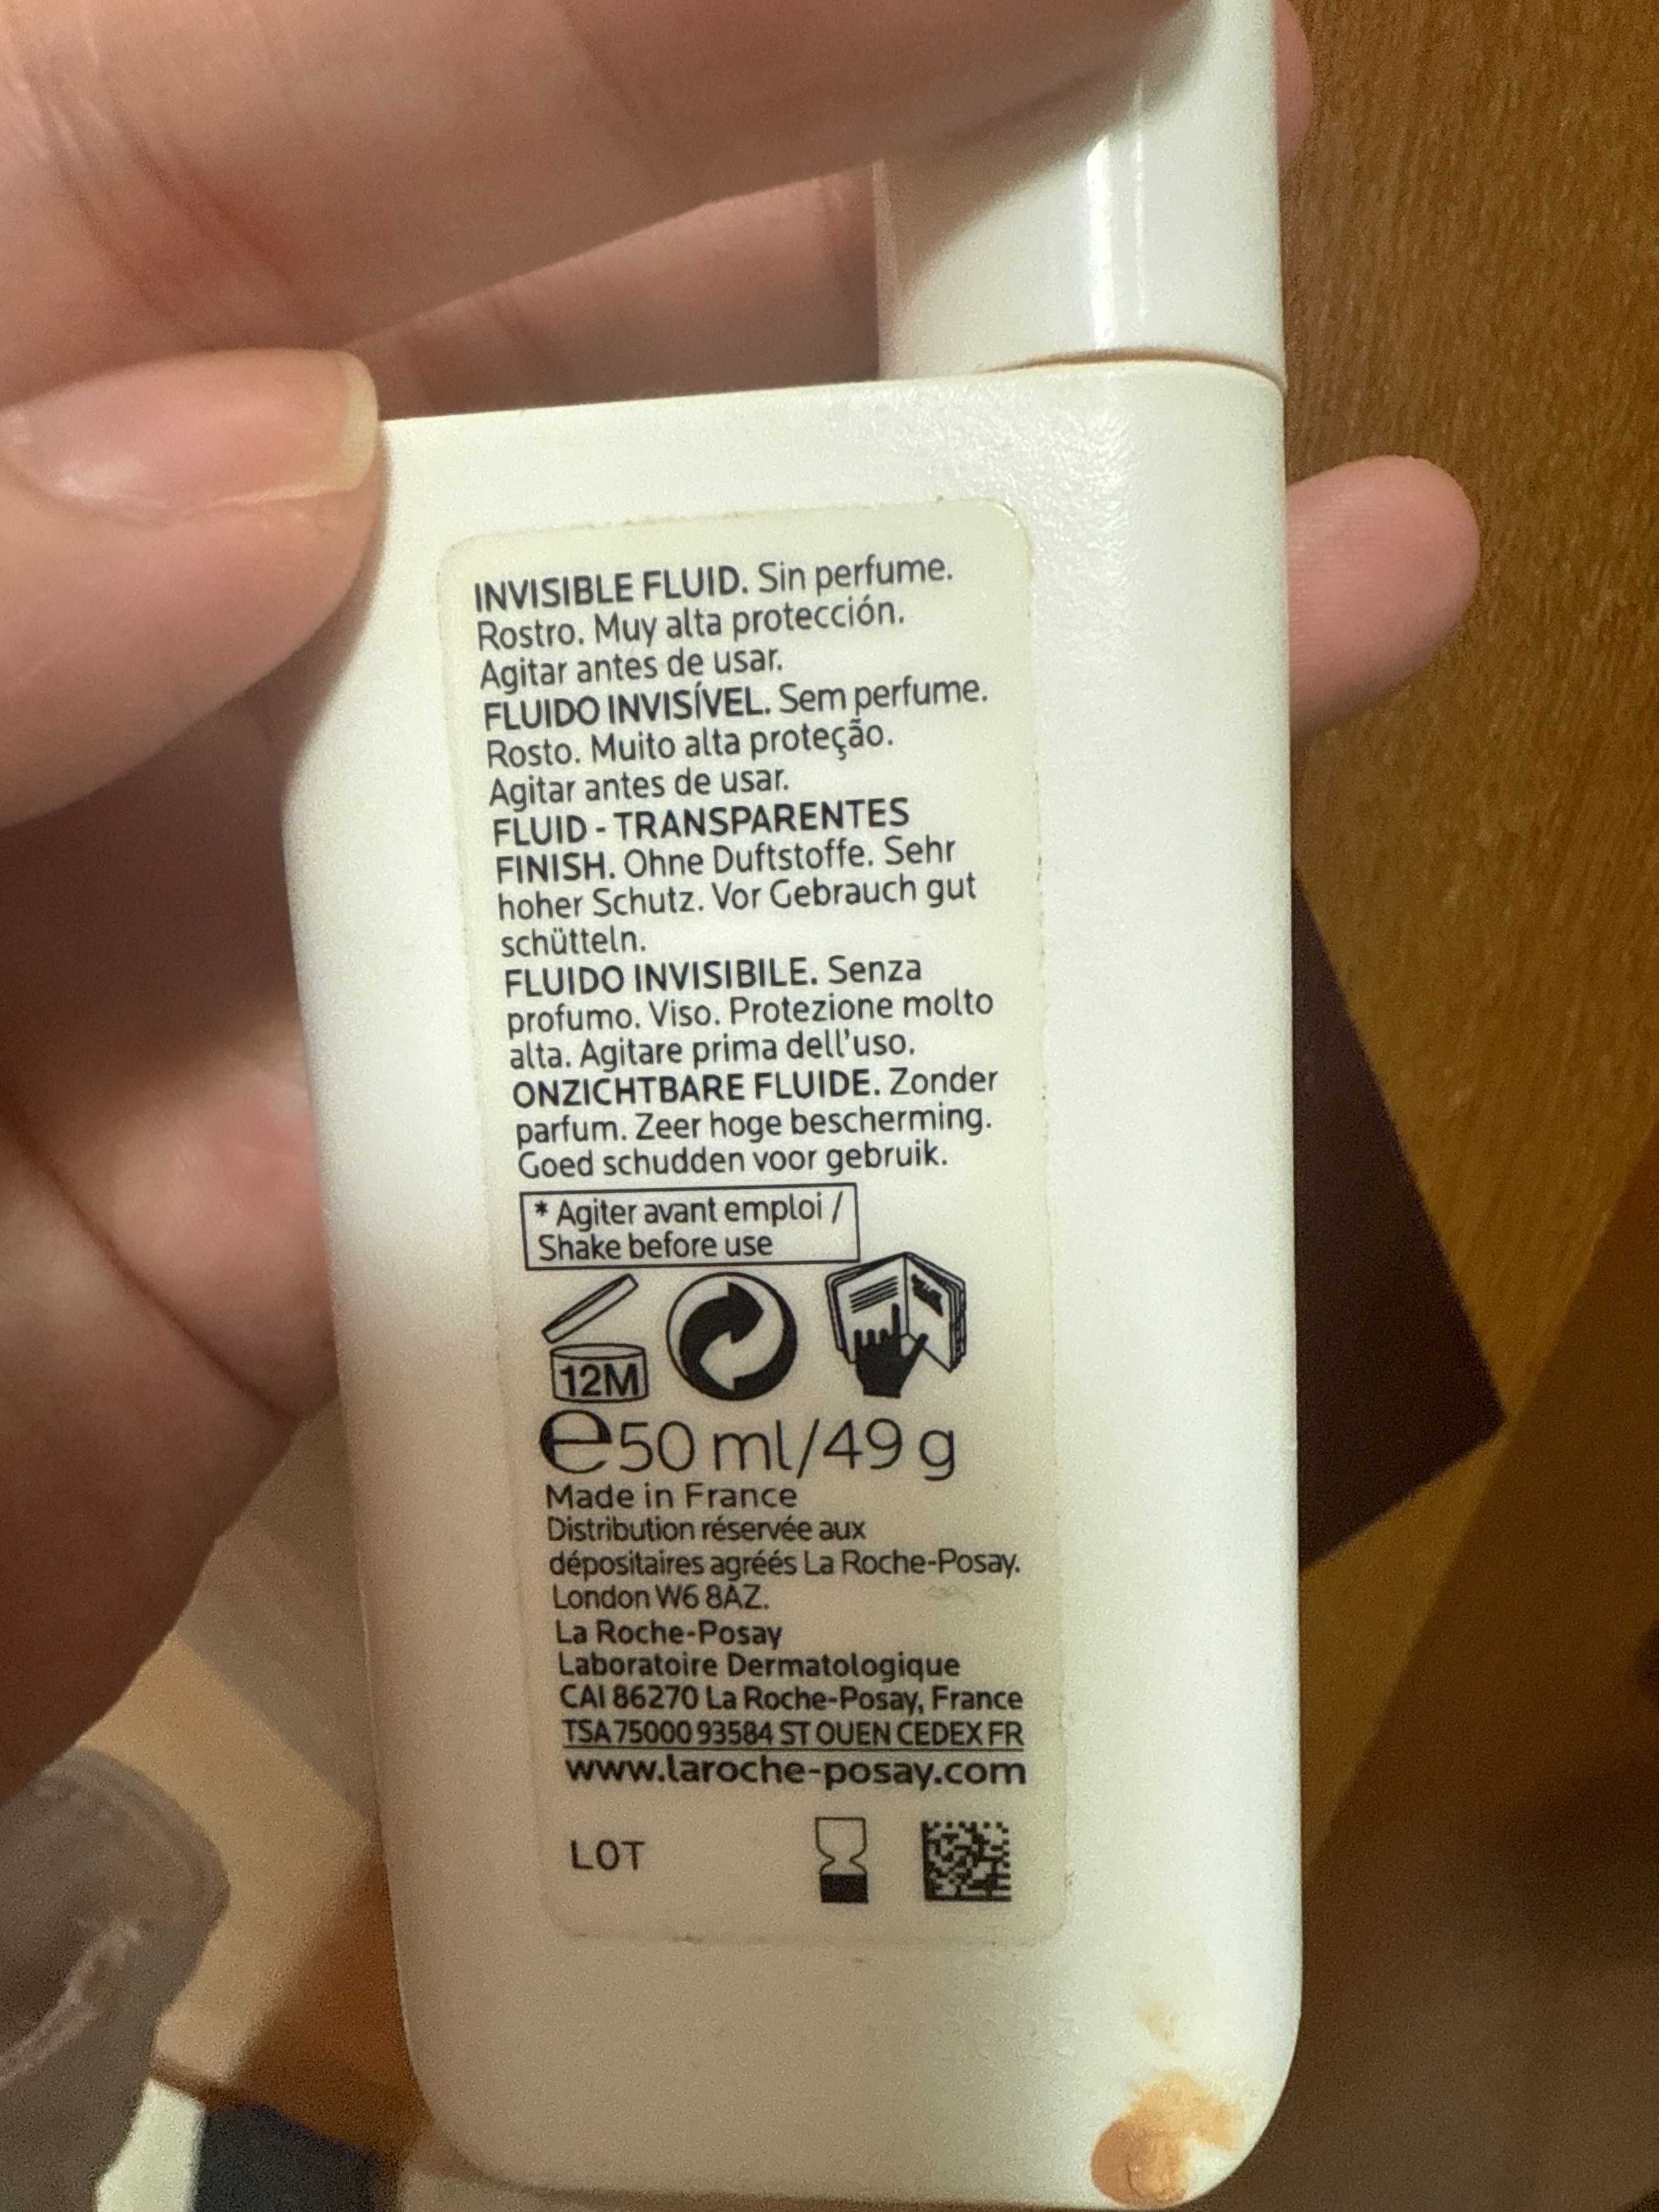 INVISIBLE FLUID. Sin perfume.
Rostro. Muy alta protección.
Agitar antes de usar.
FLUIDO INVISÍVEL. Sem perfume.
Rosto. Muito alta proteção.
Agitar antes de usar.
FLUID - TRANSPARENTES
FINISH. Ohne Duftstoffe. Sehr
hoher Schutz. Vor Gebrauch gut
schütteln.
FLUIDO INVISIBILE. Senza
profumo. Viso. Protezione molto
alta. Agitare prima dell'uso.
ONZICHTBARE FLUIDE. Zonder
parfum. Zeer hoge bescherming.
Goed schudden voor gebruik.
* Agiter avant emploi /
Shake before use
12M
℮50 ml/49 g
Made in France
Distribution réservée aux
dépositaires agréés La Roche-Posay.
London W6 8AZ.
La Roche-Posay
Laboratoire Dermatologique
CAI 86270 La Roche-Posay, France
TSA 75000 93584 ST OUEN CEDEX FR
www.laroche-posay.com
LOT